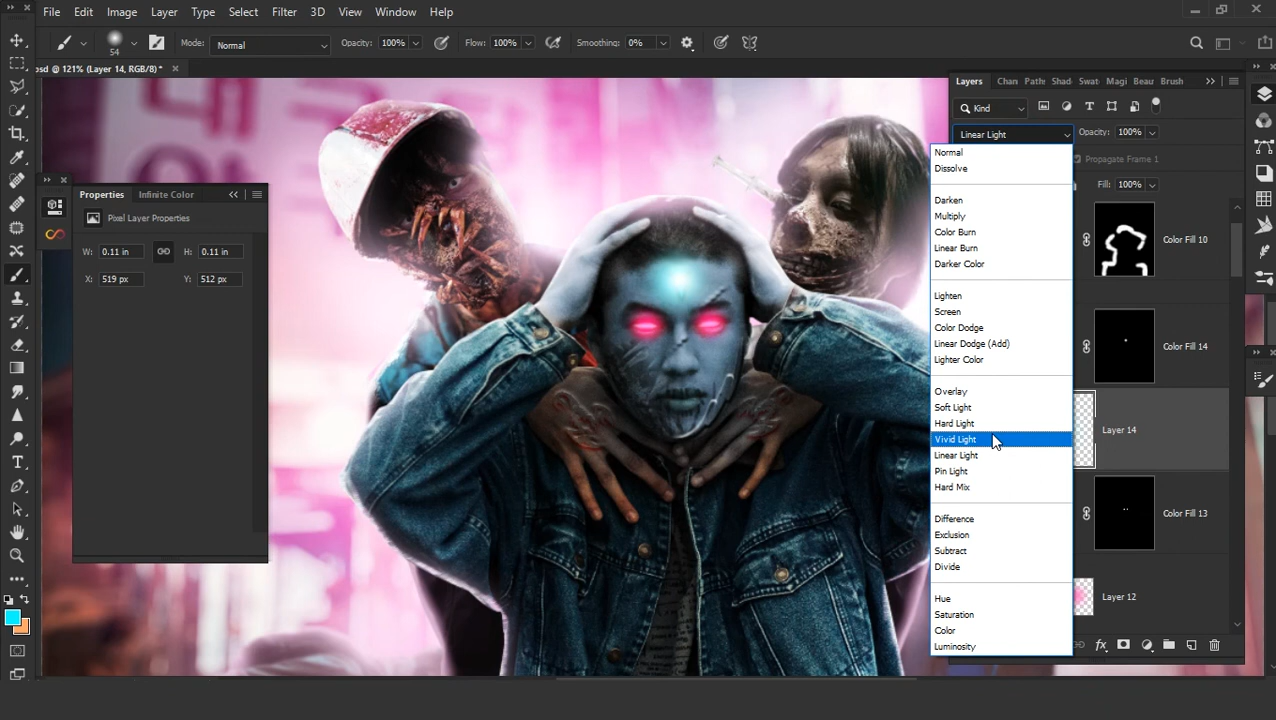 File Edit Image Layer Type Select Filter 3D View Window Help
54 Mode: Normal Opacity: 100% Flow: 100% Smoothing: 0%
psd @ 121% (Layer 14, RGB/8) *
Layers Chan Paths Shad Swat Magi Beau Brush
Kind
Linear Light Opacity: 100%
Propagate Frame 1
Fill: 100%
Normal
Dissolve
Darken
Multiply
Color Burn
Linear Burn
Darker Color
Lighten
Screen
Color Dodge
Linear Dodge (Add)
Lighter Color
Overlay
Soft Light
Hard Light
Vivid Light
Linear Light
Pin Light
Hard Mix
Difference
Exclusion
Subtract
Divide
Hue
Saturation
Color
Luminosity
Color Fill 10
Color Fill 14
Layer 14
Color Fill 13
Layer 12
fx
Properties Infinite Color
Pixel Layer Properties
W: 0.11 in H: 0.11 in
X: 519 px Y: 512 px